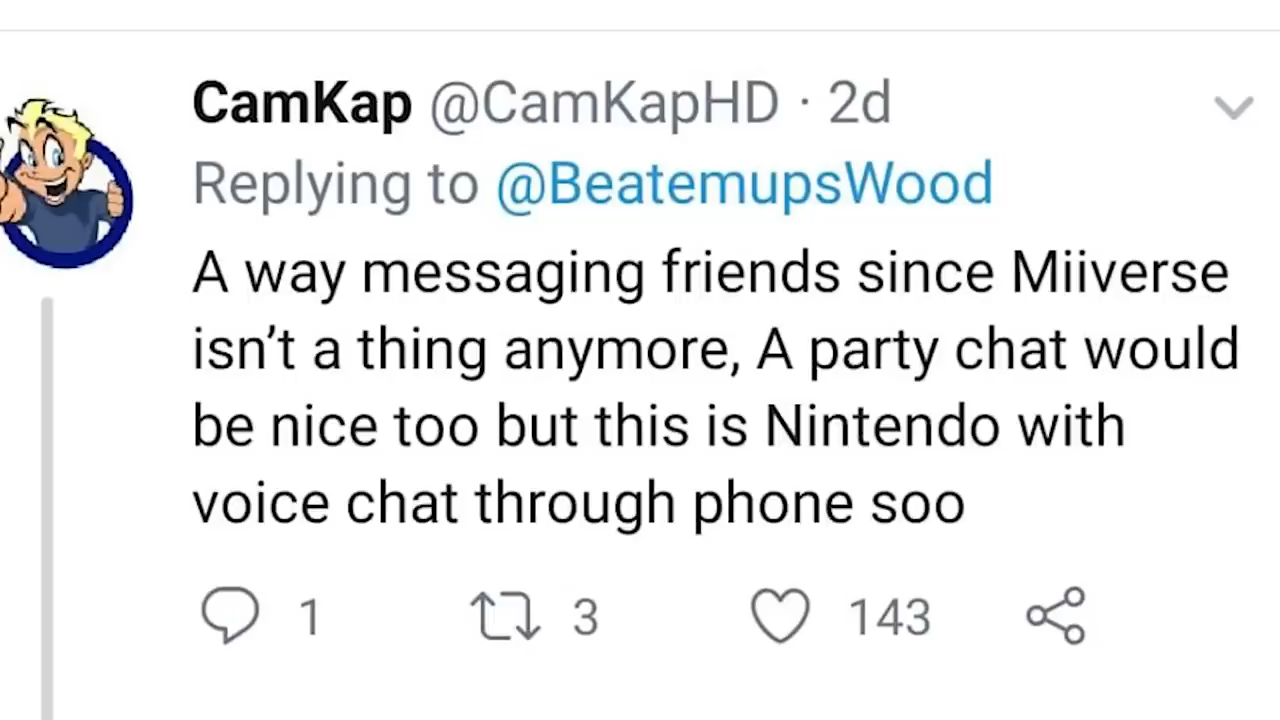 CamKap @CamKapHD · 2d
Replying to @BeatemupsWood
A way messaging friends since Miiverse
isn’t a thing anymore, A party chat would
be nice too but this is Nintendo with
voice chat through phone soo
1 3 143